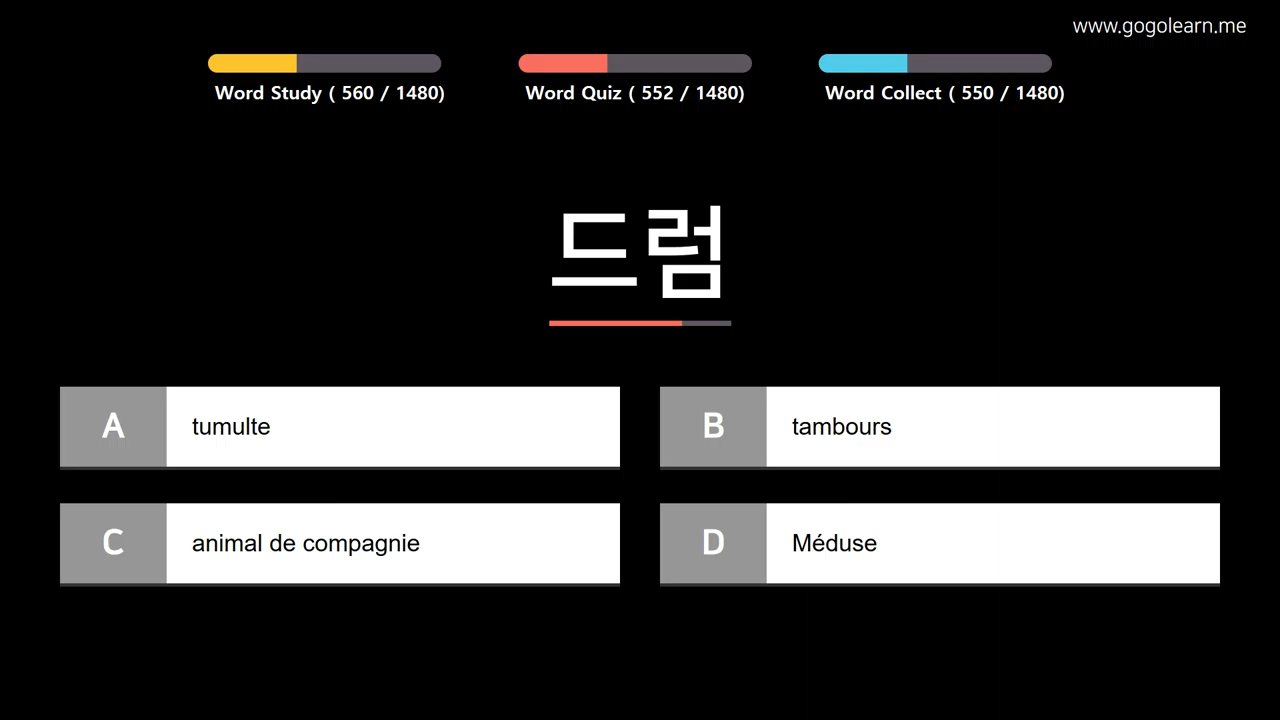 www.gogolearn.me
Word Study ( 560 / 1480)
Word Quiz ( 552 / 1480)
Word Collect ( 550 / 1480)
드럼
A tumulte
B tambours
C animal de compagnie
D Méduse